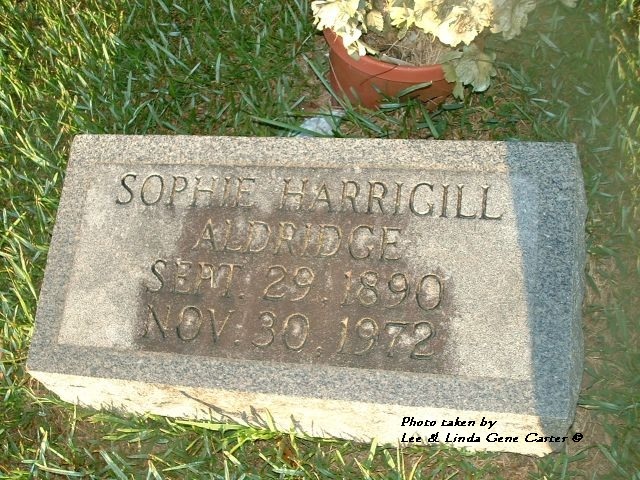 SOPHIE HARRIGILL
ALDRIDGE
SEPT. 29, 1890
NOV. 30, 1972
Photo taken by
Lee & Linda Gene Carter ©